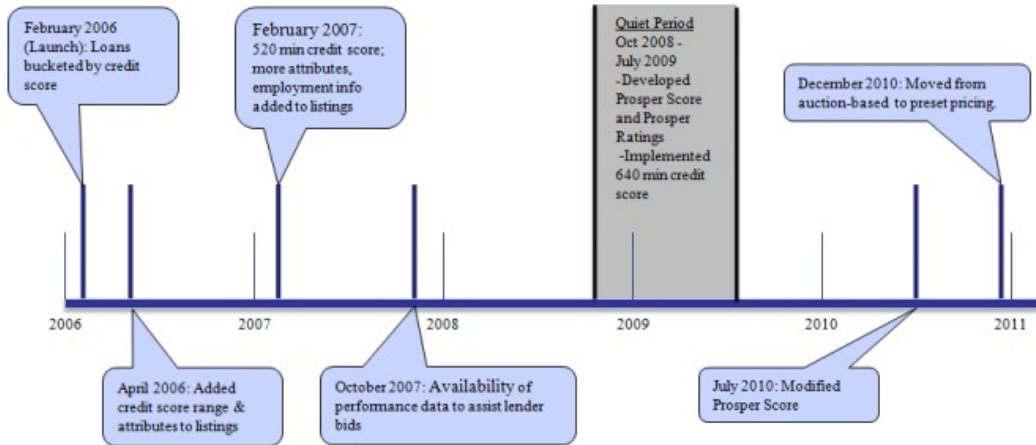 February 2006
(Launch): Loans
bucketed by credit
score
February 2007:
520 min credit score;
more attributes,
employment info
added to listings
Quiet Period
Oct 2008 -
July 2009
-Developed
Prosper Score
and Prosper
Ratings
-Implemented
640 min credit
score
December 2010: Moved from
auction-based to preset pricing.
2006
2007
2008
2009
2010
2011
April 2006: Added
credit score range &
attributes to listings
October 2007: Availability of
performance data to assist lender
bids
July 2010: Modified
Prosper Score